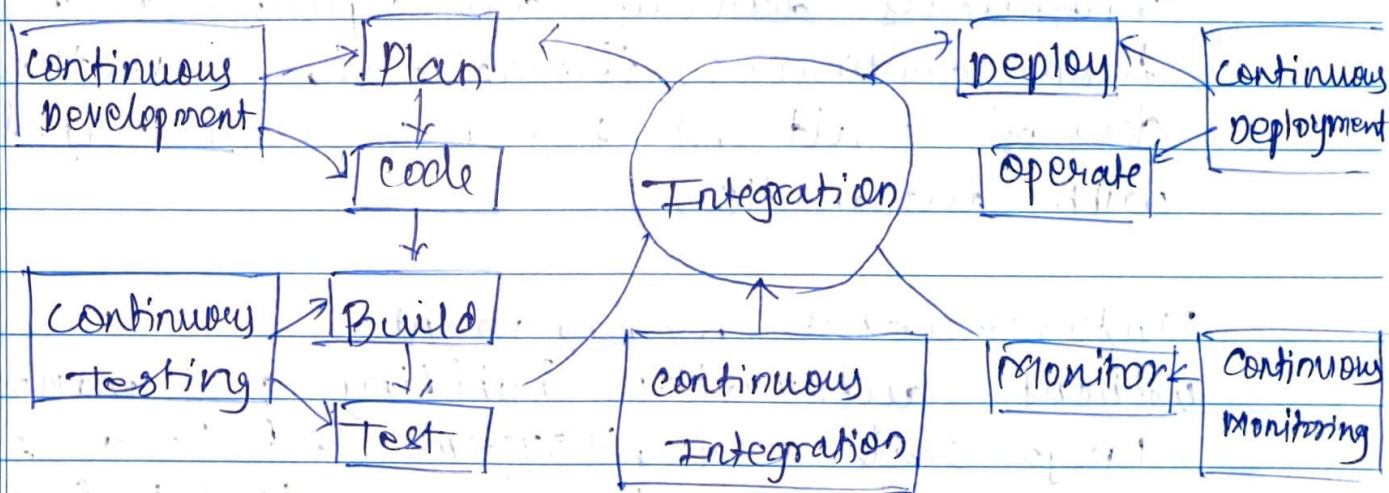 continuous
Development
Plan
code
continuous
Testing
Build
Test
Integration
continuous
Integration
Deploy
operate
continuous
Deployment
Monitor
continuous
Monitoring